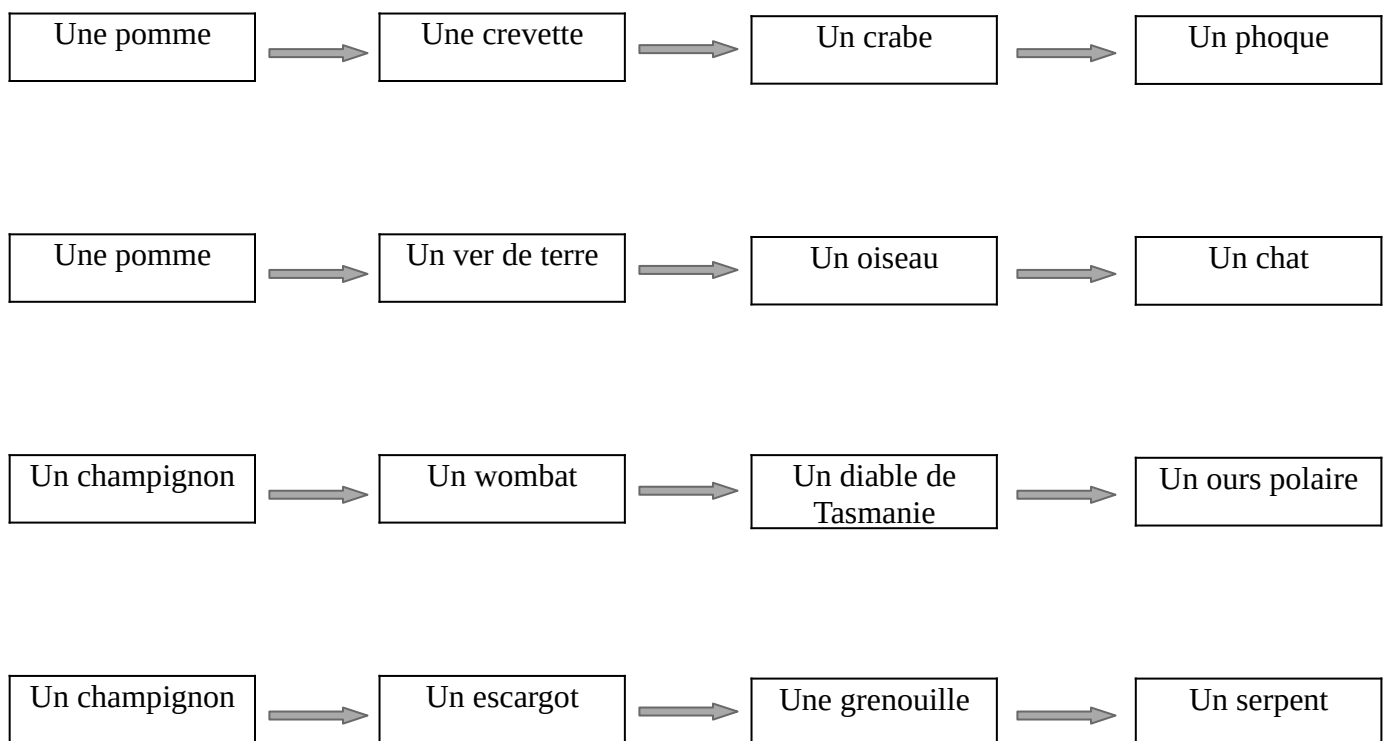 Une pomme
Une crevette
Un crabe
Un phoque
Une pomme
Un ver de terre
Un oiseau
Un chat
Un champignon
Un wombat
Un diable de
Tasmanie
Un ours polaire
Un champignon
Un escargot
Une grenouille
Un serpent